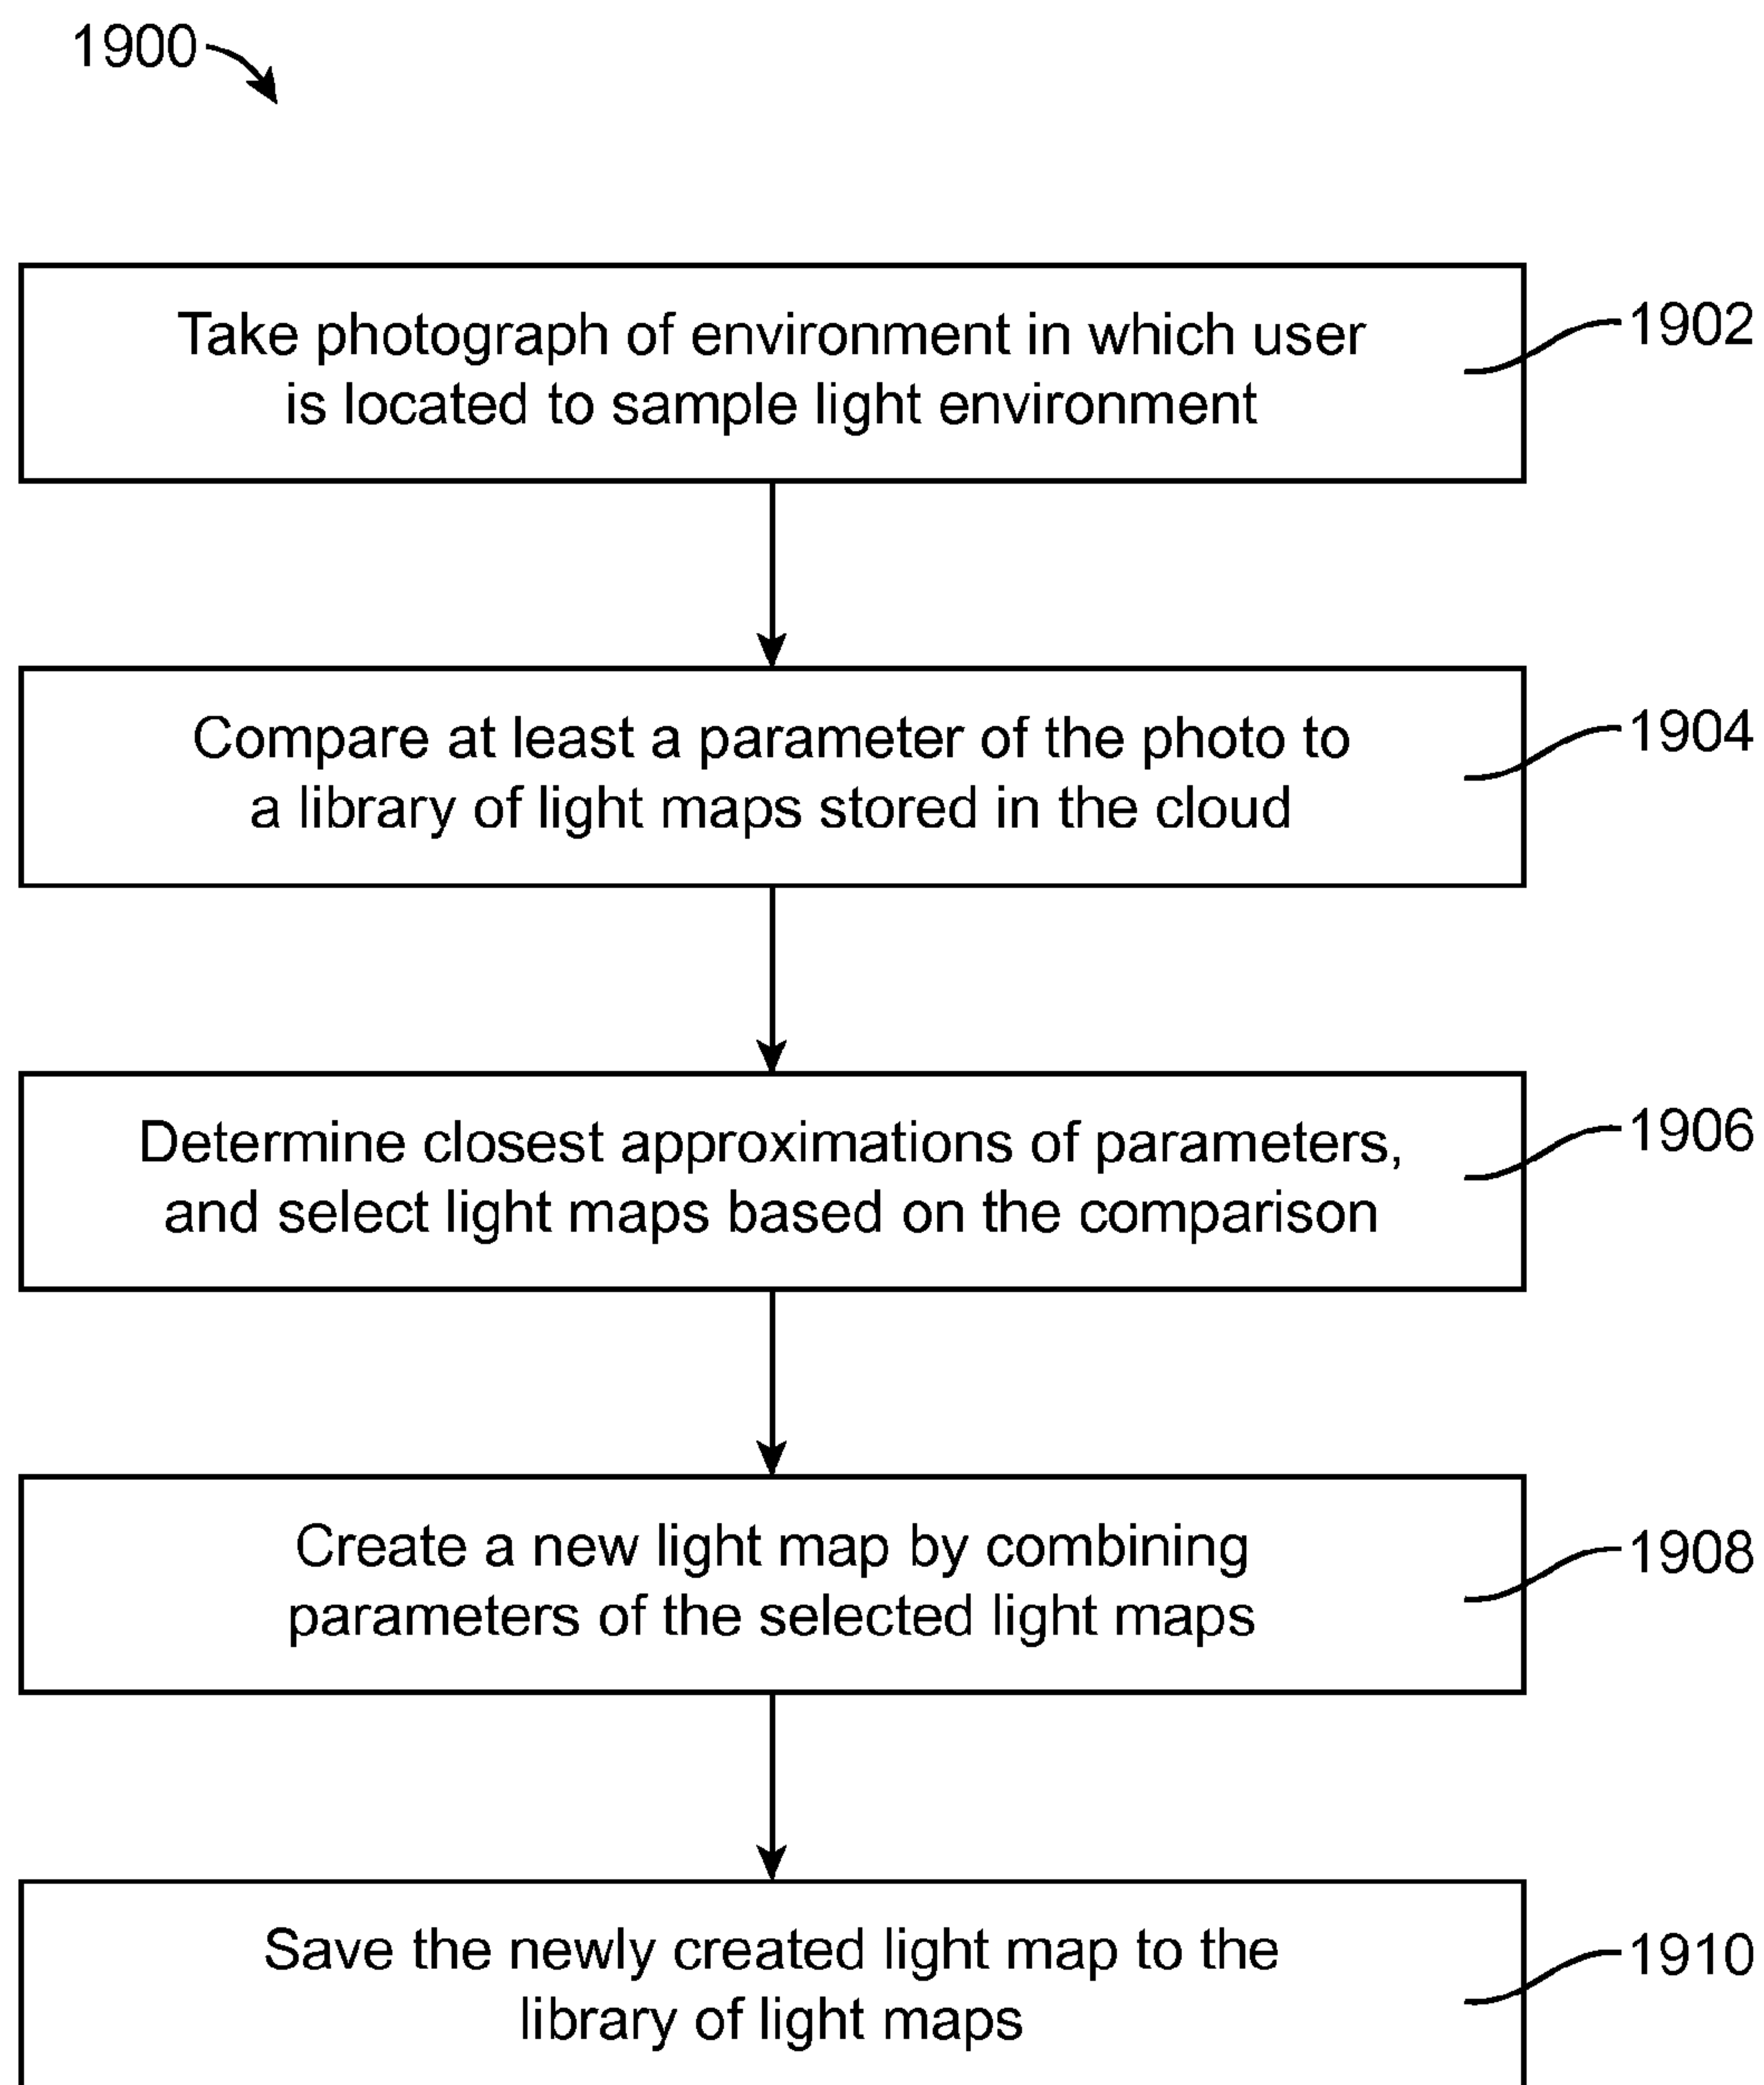 1900
Take photograph of environment in which user
is located to sample light environment
1902
Compare at least a parameter of the photo to
a library of light maps stored in the cloud
1904
Determine closest approximations of parameters,
and select light maps based on the comparison
1906
Create a new light map by combining
parameters of the selected light maps
1908
Save the newly created light map to the
library of light maps
1910